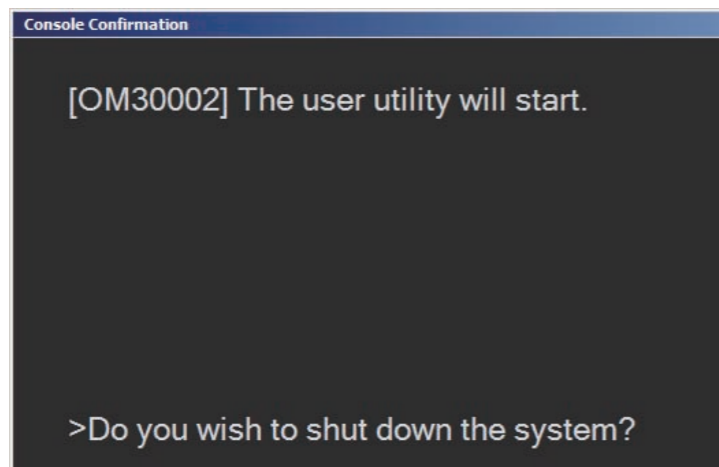 Console Confirmation
[OM30002] The user utility will start.
>Do you wish to shut down the system?